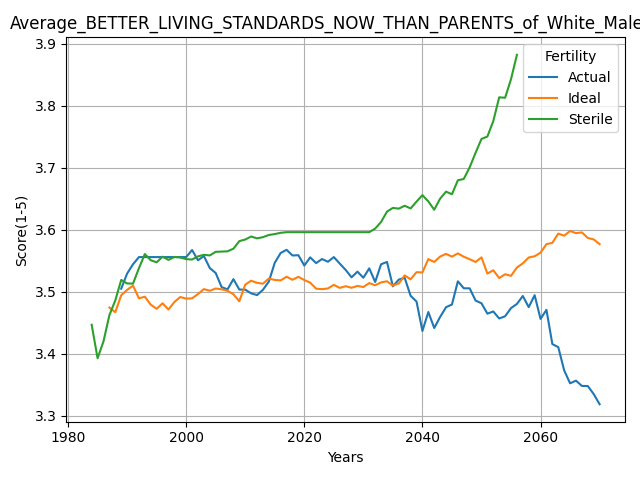 Average_BETTER_LIVING_STANDARDS_NOW_THAN_PARENTS_of_White_Male
3.9
3.8
3.7
3.6
3.5
3.4
3.3
Score(1-5)
1980 2000 2020 2040 2060
Years
Fertility
Actual
Ideal
Sterile